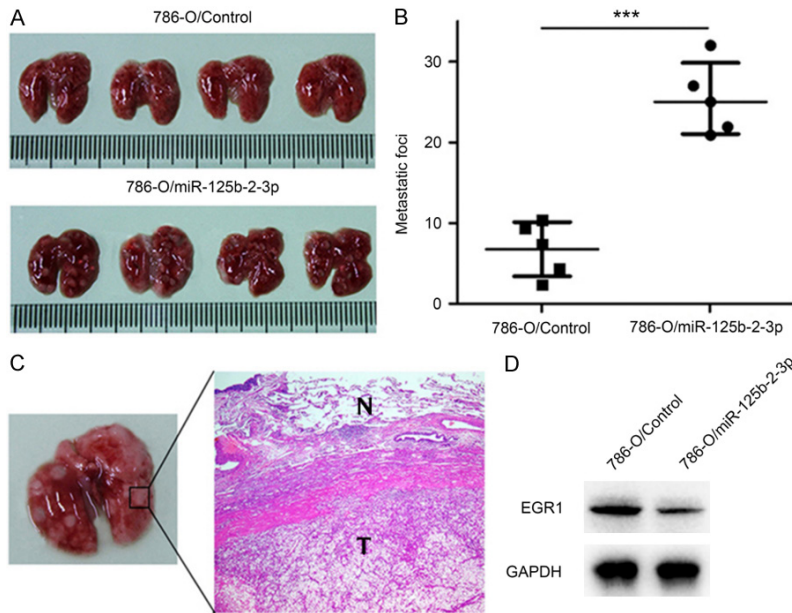 A
786-O/Control
786-O/miR-125b-2-3p
B
***
Metastatic foci
30
20
10
0
786-O/Control
786-O/miR-125b-2-3p
C
N
T
D
786-O/Control
786-O/miR-125b-2-3p
EGR1
GAPDH